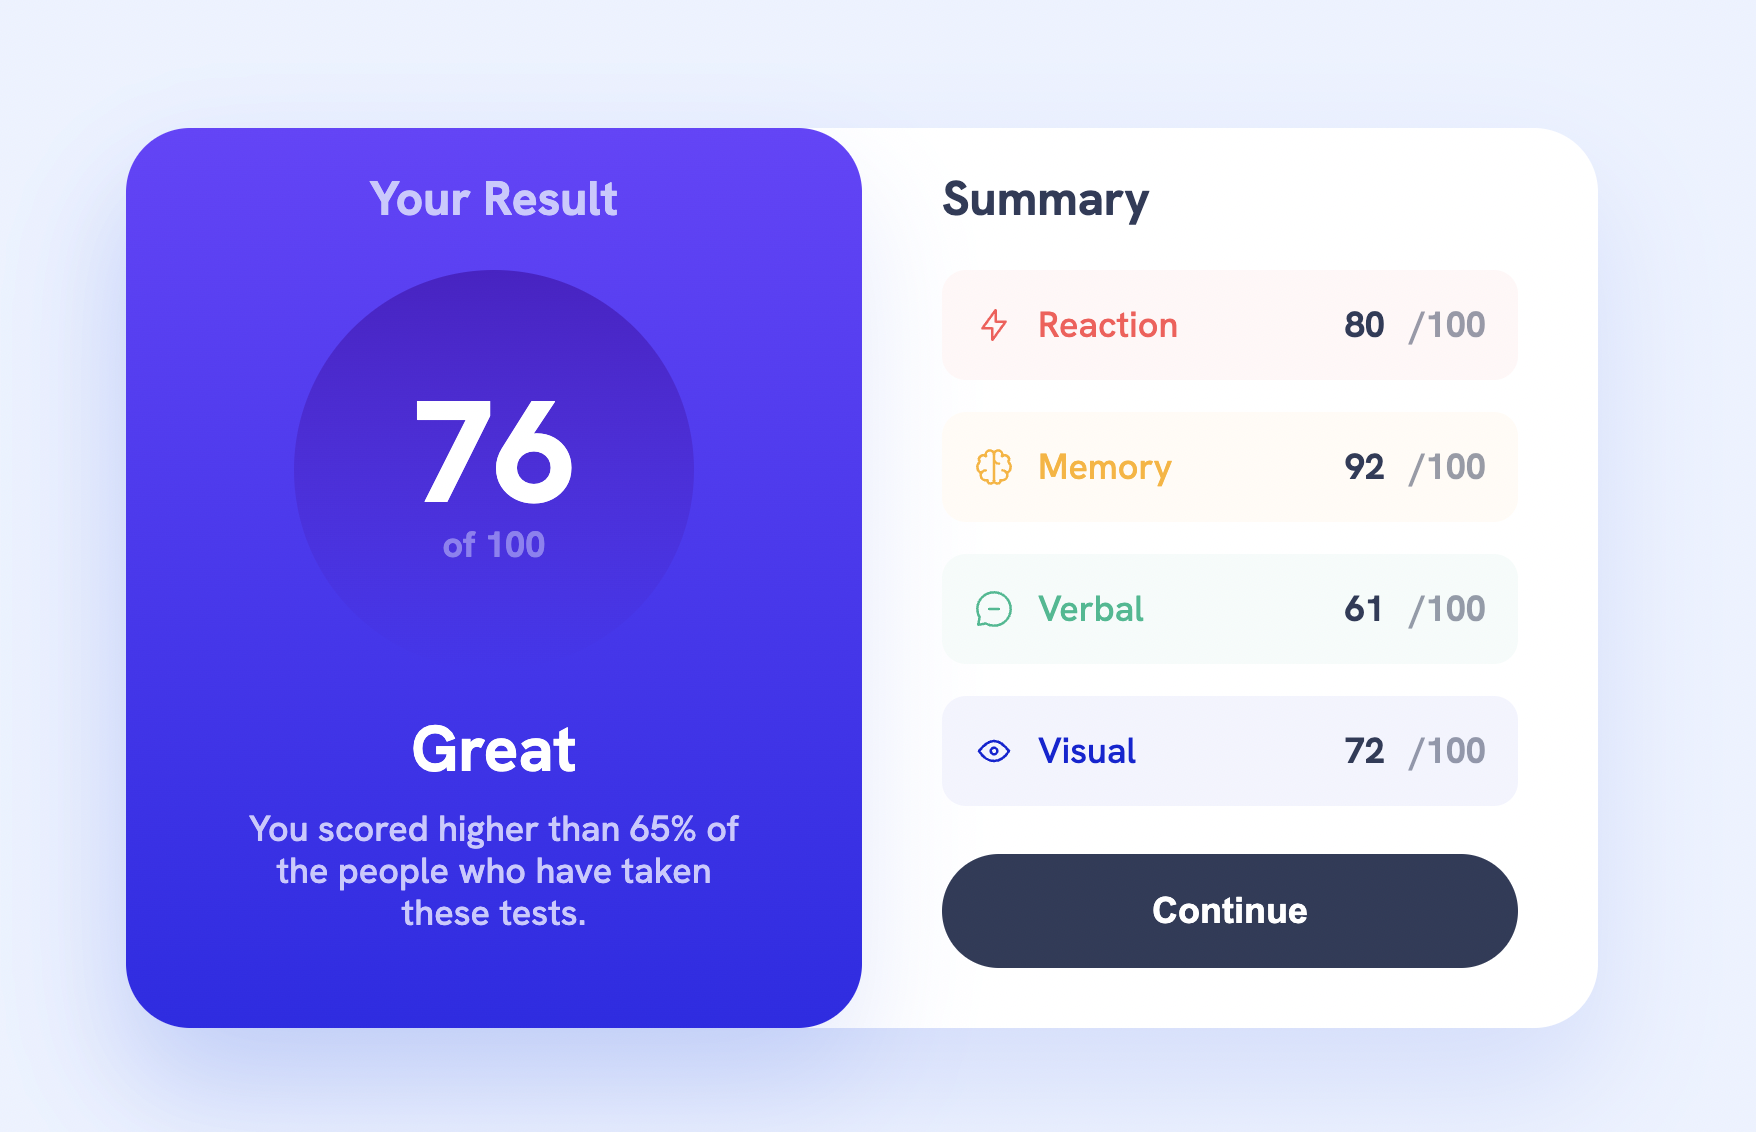 Your Result
76
of 100
Great
You scored higher than 65% of
the people who have taken
these tests.
Summary
Reaction 80 /100
Memory 92 /100
Verbal 61 /100
Visual 72 /100
Continue